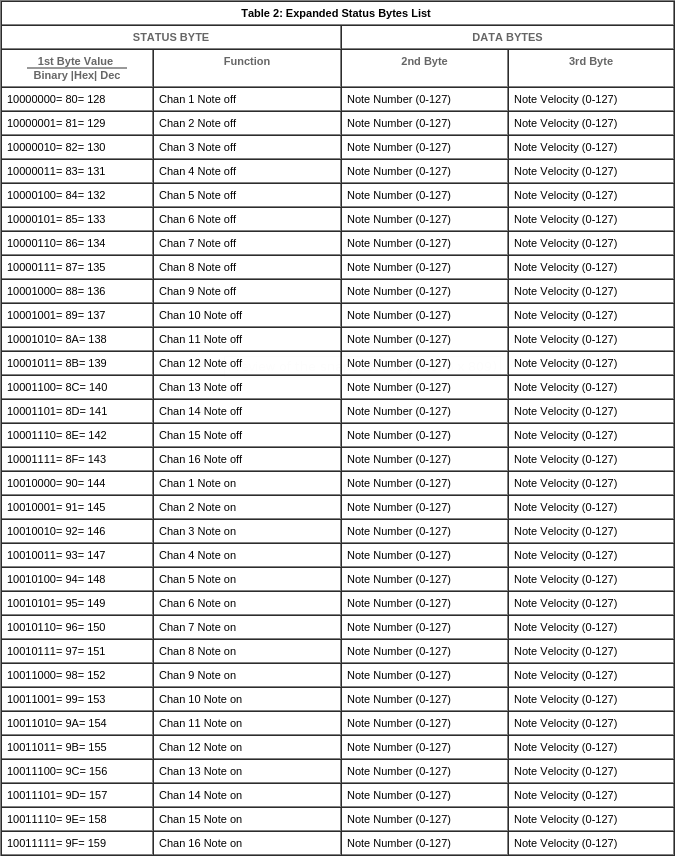 Table 2: Expanded Status Bytes List
STATUS BYTE DATA BYTES
1st Byte Value
Binary |Hex| Dec Function 2nd Byte 3rd Byte
10000000= 80= 128 Chan 1 Note off Note Number (0-127) Note Velocity (0-127)
10000001= 81= 129 Chan 2 Note off Note Number (0-127) Note Velocity (0-127)
10000010= 82= 130 Chan 3 Note off Note Number (0-127) Note Velocity (0-127)
10000011= 83= 131 Chan 4 Note off Note Number (0-127) Note Velocity (0-127)
10000100= 84= 132 Chan 5 Note off Note Number (0-127) Note Velocity (0-127)
10000101= 85= 133 Chan 6 Note off Note Number (0-127) Note Velocity (0-127)
10000110= 86= 134 Chan 7 Note off Note Number (0-127) Note Velocity (0-127)
10000111= 87= 135 Chan 8 Note off Note Number (0-127) Note Velocity (0-127)
10001000= 88= 136 Chan 9 Note off Note Number (0-127) Note Velocity (0-127)
10001001= 89= 137 Chan 10 Note off Note Number (0-127) Note Velocity (0-127)
10001010= 8A= 138 Chan 11 Note off Note Number (0-127) Note Velocity (0-127)
10001011= 8B= 139 Chan 12 Note off Note Number (0-127) Note Velocity (0-127)
10001100= 8C= 140 Chan 13 Note off Note Number (0-127) Note Velocity (0-127)
10001101= 8D= 141 Chan 14 Note off Note Number (0-127) Note Velocity (0-127)
10001110= 8E= 142 Chan 15 Note off Note Number (0-127) Note Velocity (0-127)
10001111= 8F= 143 Chan 16 Note off Note Number (0-127) Note Velocity (0-127)
10010000= 90= 144 Chan 1 Note on Note Number (0-127) Note Velocity (0-127)
10010001= 91= 145 Chan 2 Note on Note Number (0-127) Note Velocity (0-127)
10010010= 92= 146 Chan 3 Note on Note Number (0-127) Note Velocity (0-127)
10010011= 93= 147 Chan 4 Note on Note Number (0-127) Note Velocity (0-127)
10010100= 94= 148 Chan 5 Note on Note Number (0-127) Note Velocity (0-127)
10010101= 95= 149 Chan 6 Note on Note Number (0-127) Note Velocity (0-127)
10010110= 96= 150 Chan 7 Note on Note Number (0-127) Note Velocity (0-127)
10010111= 97= 151 Chan 8 Note on Note Number (0-127) Note Velocity (0-127)
10011000= 98= 152 Chan 9 Note on Note Number (0-127) Note Velocity (0-127)
10011001= 99= 153 Chan 10 Note on Note Number (0-127) Note Velocity (0-127)
10011010= 9A= 154 Chan 11 Note on Note Number (0-127) Note Velocity (0-127)
10011011= 9B= 155 Chan 12 Note on Note Number (0-127) Note Velocity (0-127)
10011100= 9C= 156 Chan 13 Note on Note Number (0-127) Note Velocity (0-127)
10011101= 9D= 157 Chan 14 Note on Note Number (0-127) Note Velocity (0-127)
10011110= 9E= 158 Chan 15 Note on Note Number (0-127) Note Velocity (0-127)
10011111= 9F= 159 Chan 16 Note on Note Number (0-127) Note Velocity (0-127)